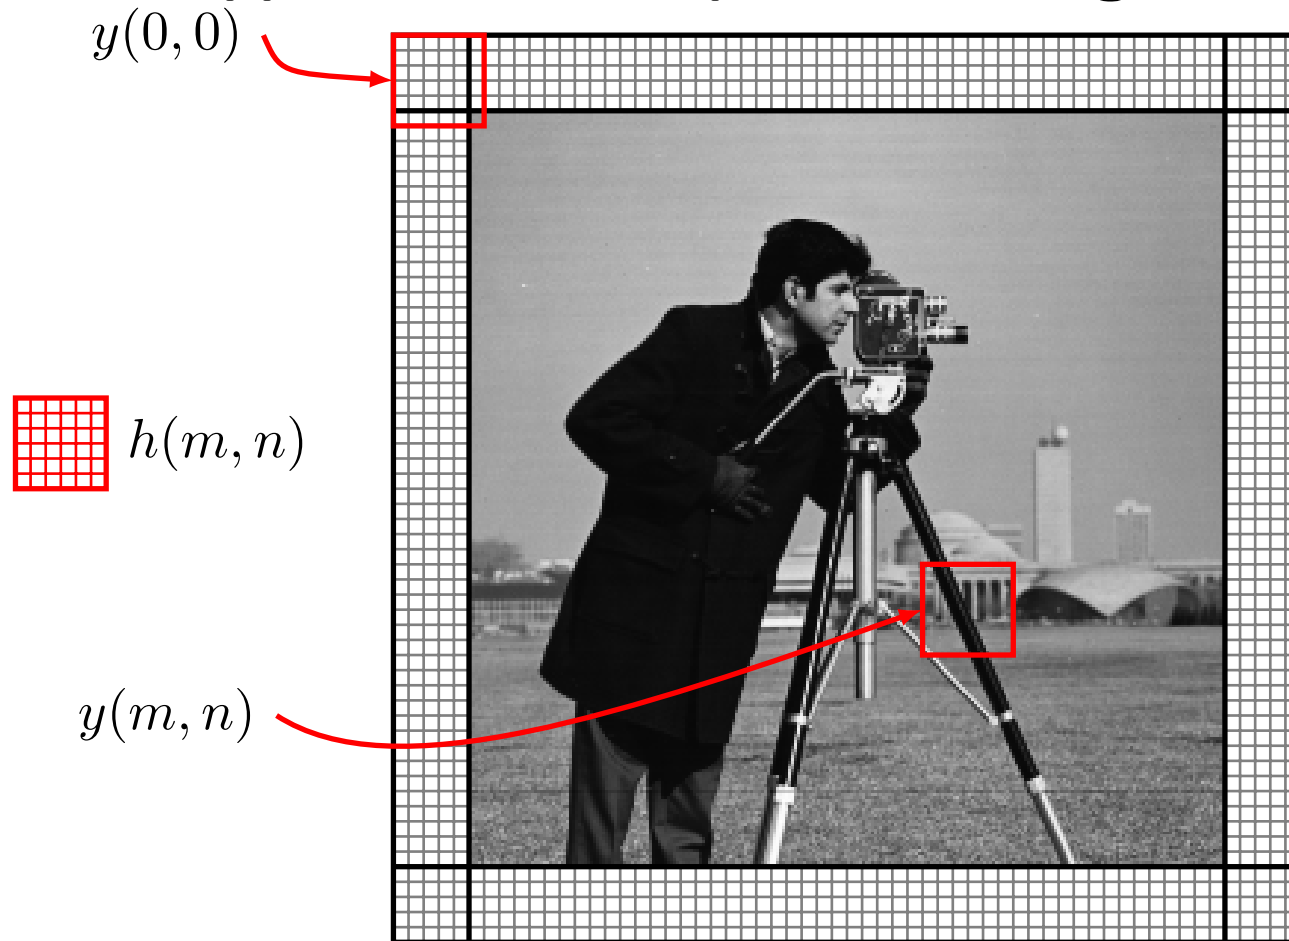 y(0, 0)
h(m, n)
y(m, n)